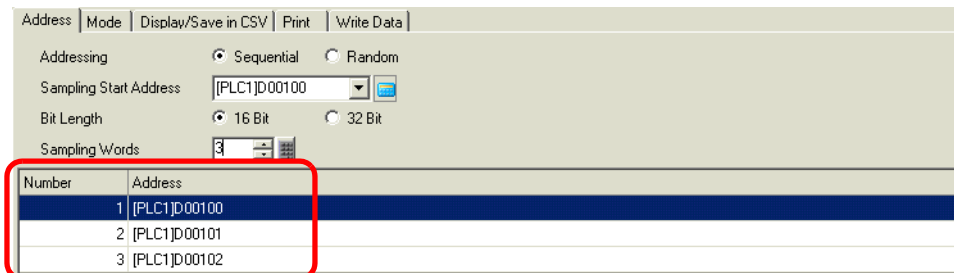 Address Mode Display/Save in CSV Print Write Data
Addressing Sequential Random
Sampling Start Address [PLC1]D00100
Bit Length 16 Bit 32 Bit
Sampling Words 3
Number Address
1 [PLC1]D00100
2 [PLC1]D00101
3 [PLC1]D00102